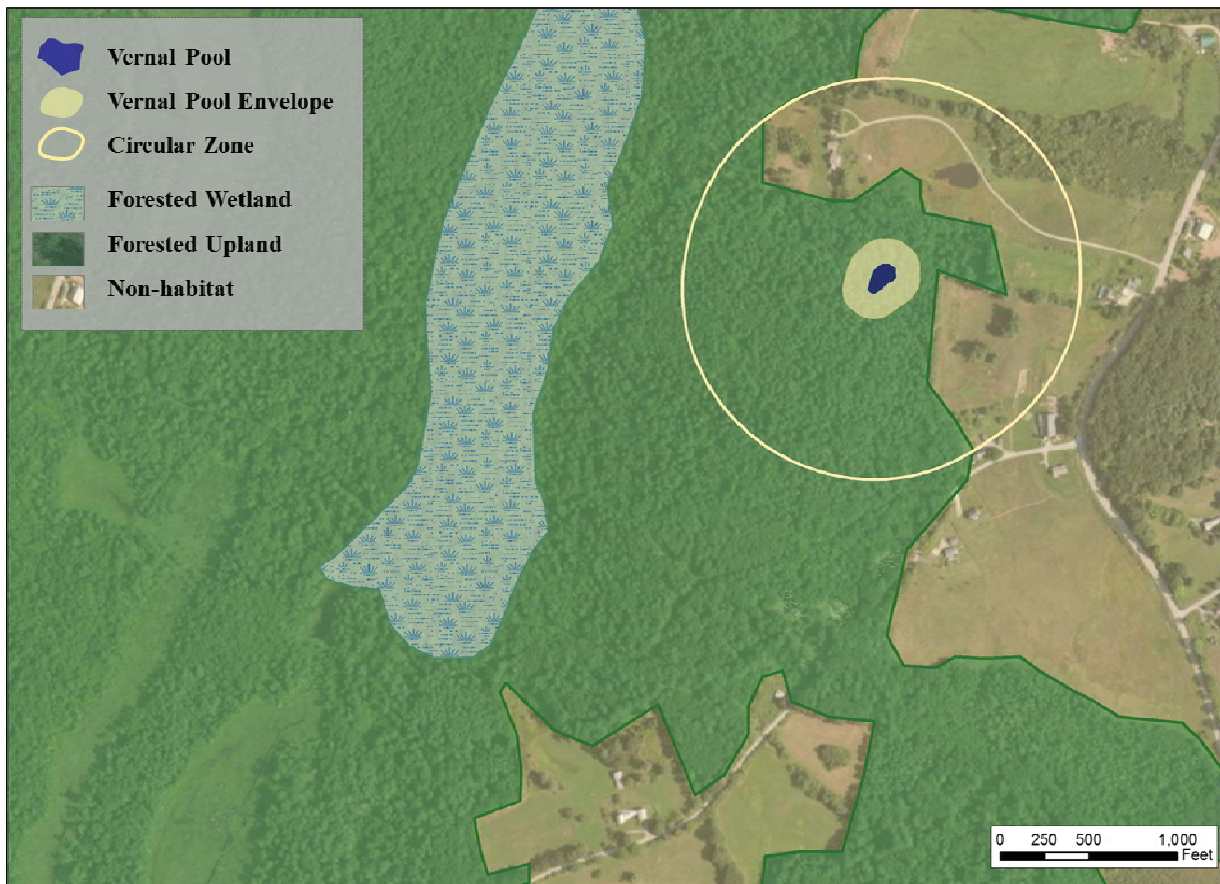 Vernal Pool
Vernal Pool Envelope
Circular Zone
Forested Wetland
Forested Upland
Non-habitat
0 250 500 1,000
Feet